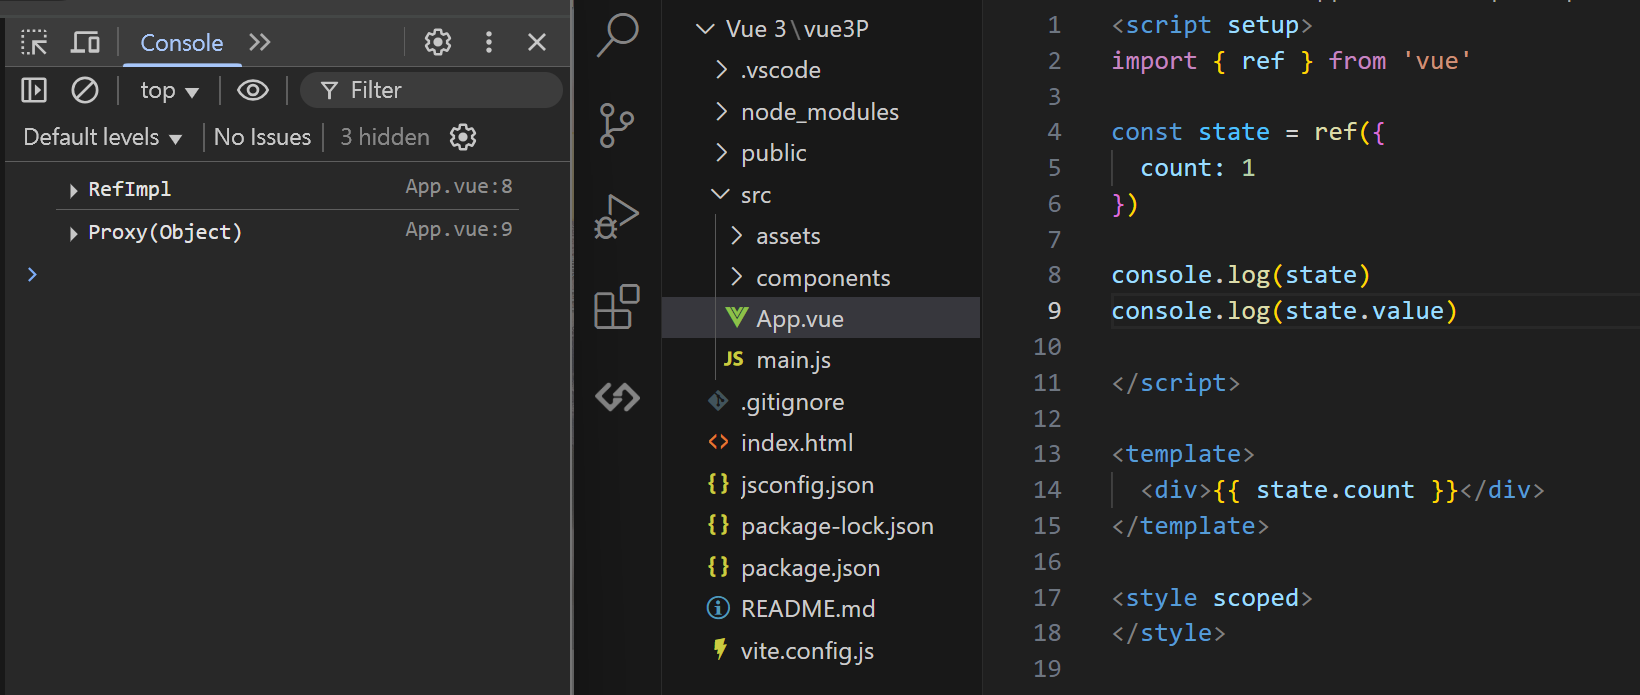 Console
top
Filter
Default levels
No Issues
3 hidden
RefImpl
App.vue:8
Proxy(Object)
App.vue:9
Vue 3\vue3P
.vscode
node_modules
public
src
assets
components
App.vue
JS main.js
.gitignore
index.html
{} jsconfig.json
{} package-lock.json
{} package.json
README.md
vite.config.js
1 <script setup>
2 import { ref } from 'vue'
3
4 const state = ref({
5   count: 1
6 })
7
8 console.log(state)
9 console.log(state.value)
10
11 </script>
12
13 <template>
14   <div>{{ state.count }}</div>
15 </template>
16
17 <style scoped>
18 </style>
19